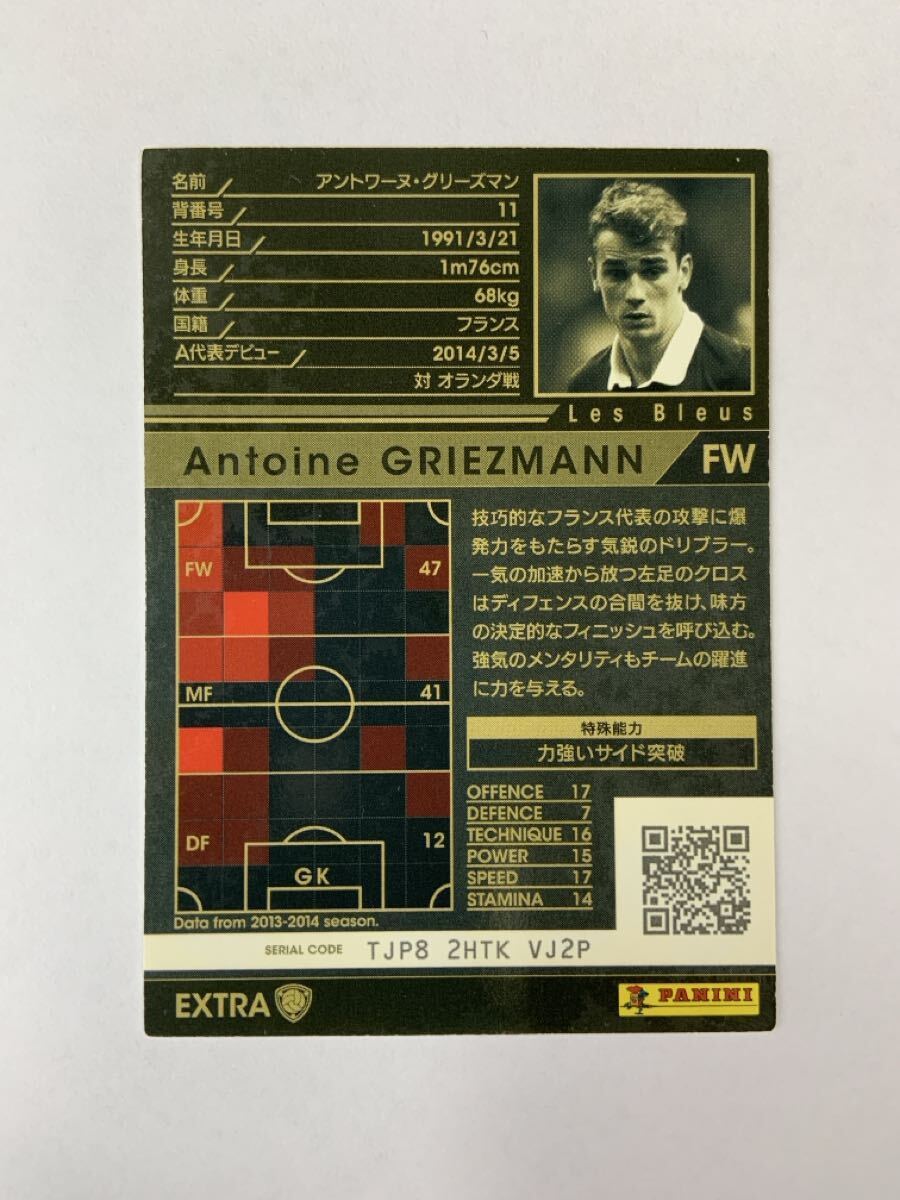 名前 アントワーヌ・グリーズマン
背番号 11
生年月日 1991/3/21
身長 1m76cm
体重 68kg
国籍 フランス
A代表デビュー 2014/3/5
対 オランダ戦
Les Bleus
Antoine GRIEZMANN FW
技巧的なフランス代表の攻撃に爆
発力をもたらす気鋭のドリブラー。
一気の加速から放つ左足のクロス
はディフェンスの合間を抜け、味方
の決定的なフィニッシュを呼び込む。
強気のメンタリティもチームの躍進
に力を与える。
FW 47
MF 41
DF 12
GK
Data from 2013-2014 season.
特殊能力
力強いサイド突破
OFFENCE 17
DEFENCE 7
TECHNIQUE 16
POWER 15
SPEED 17
STAMINA 14
SERIAL CODE TJP8 2HTK VJ2P
EXTRA
PANINI